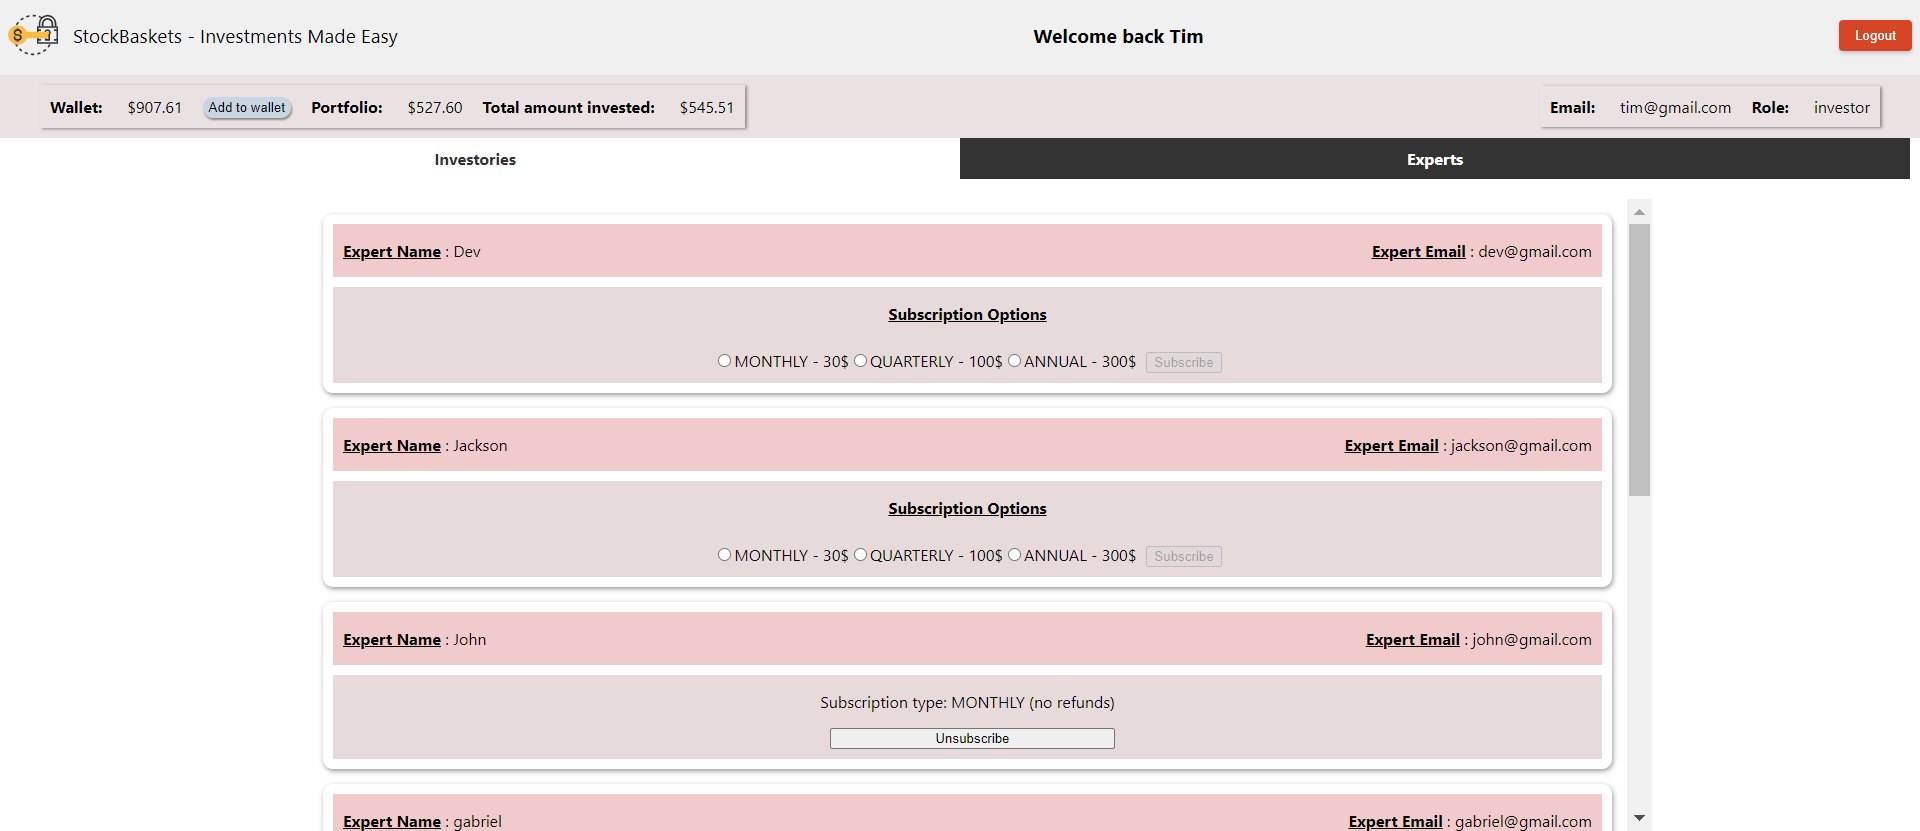 StockBaskets - Investments Made Easy
Welcome back Tim
Logout
Wallet: $907.61 Add to wallet Portfolio: $527.60 Total amount invested: $545.51
Email: tim@gmail.com Role: investor
Investories
Experts
Expert Name : Dev
Expert Email : dev@gmail.com
Subscription Options
MONTHLY - 30$ QUARTERLY - 100$ ANNUAL - 300$ Subscribe
Expert Name : Jackson
Expert Email : jackson@gmail.com
Subscription Options
MONTHLY - 30$ QUARTERLY - 100$ ANNUAL - 300$ Subscribe
Expert Name : John
Expert Email : john@gmail.com
Subscription type: MONTHLY (no refunds)
Unsubscribe
Expert Name : gabriel
Expert Email : gabriel@gmail.com